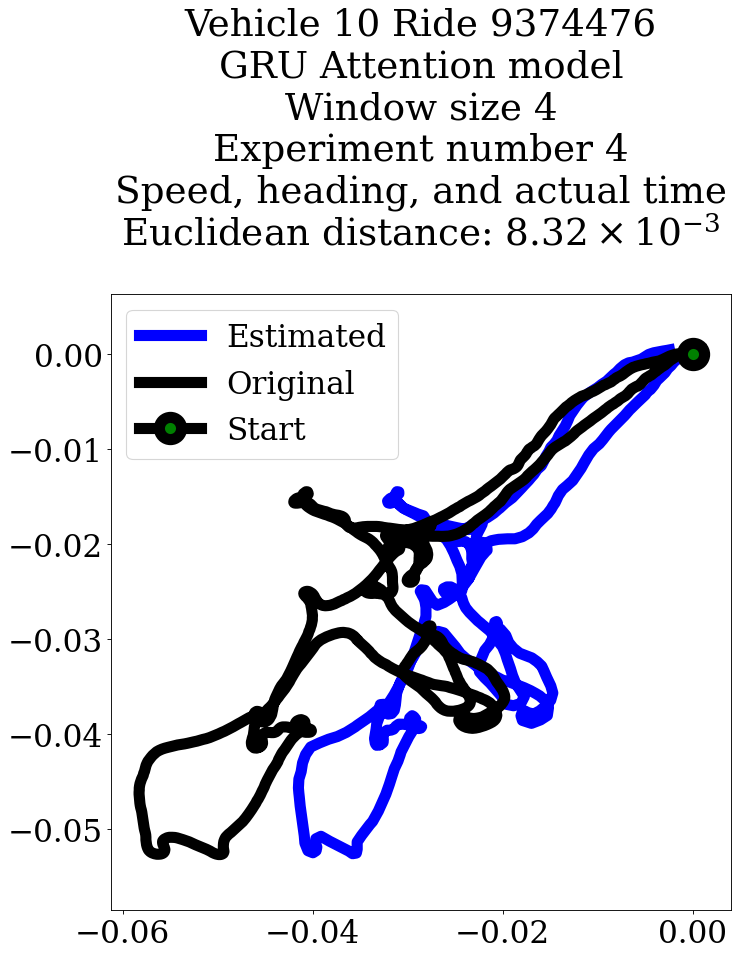 Vehicle 10 Ride 9374476
GRU Attention model
Window size 4
Experiment number 4
Speed, heading, and actual time
Euclidean distance: 8.32 × 10⁻³
Estimated
Original
Start
0.00
−0.01
−0.02
−0.03
−0.04
−0.05
−0.06 −0.04 −0.02 0.00